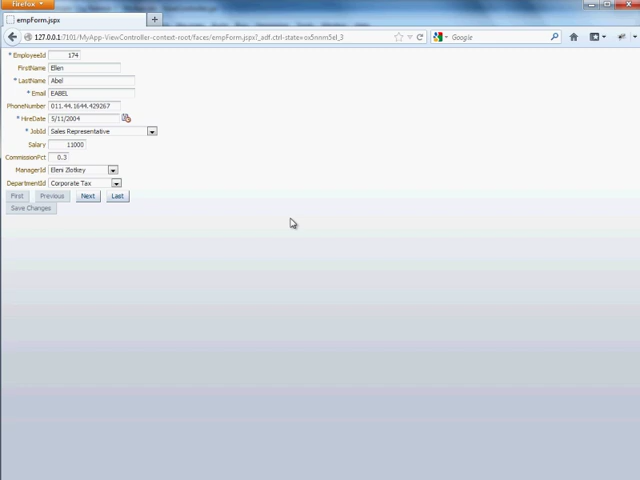 Firefox
empForm.jspx
127.0.0.1:7101/MyApp-ViewController-context-root/faces/empForm.jspx?_adf.ctrl-state=os5nnm5el_3
Google
* EmployeeId 174
FirstName Ellen
* LastName Abel
* Email EABEL
PhoneNumber 011.44.1644.429267
* HireDate 5/11/2004
* JobId Sales Representative
Salary 11000
CommissionPct 0.3
ManagerId Eleni Zlotkey
DepartmentId Corporate Tax
First Previous Next Last
Save Changes